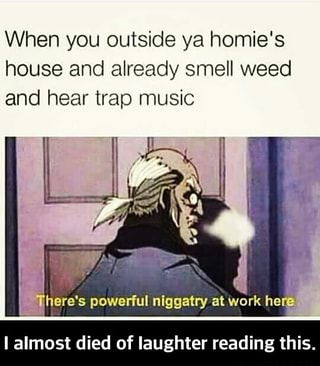 When you outside ya homie's
house and already smell weed
and hear trap music
There's powerful niggatry at work here
I almost died of laughter reading this.